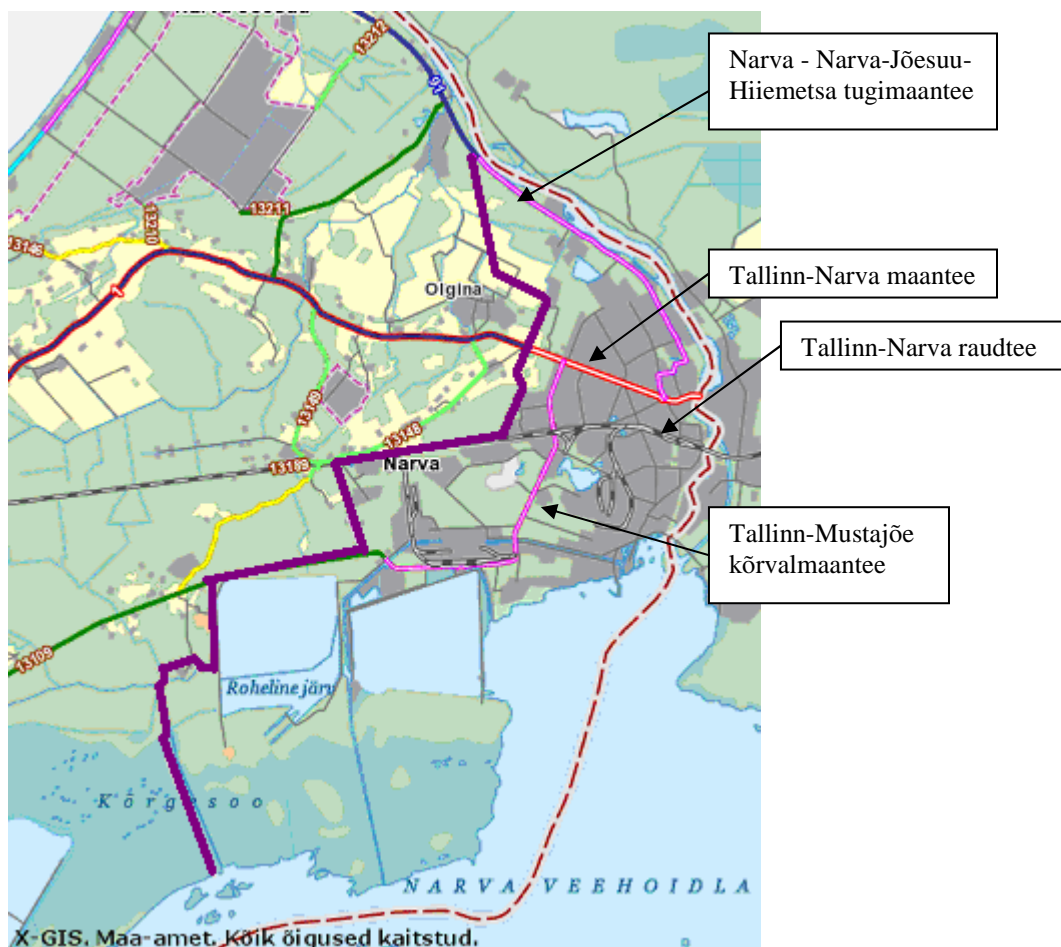 13212
Narva - Narva-Jõesuu-
Hiiemetsa tugimaantee
91
13211
13210
13146
1
Olgina
Tallinn-Narva maantee
Tallinn-Narva raudtee
13149
13148
13189
Narva
Tallinn-Mustajõe
kõrvalmaantee
13109
Roheline järv
Kõrgesoo
NARVA VEEHOIDLA
X-GIS. Maa-amet. Kõik õigused kaitstud.